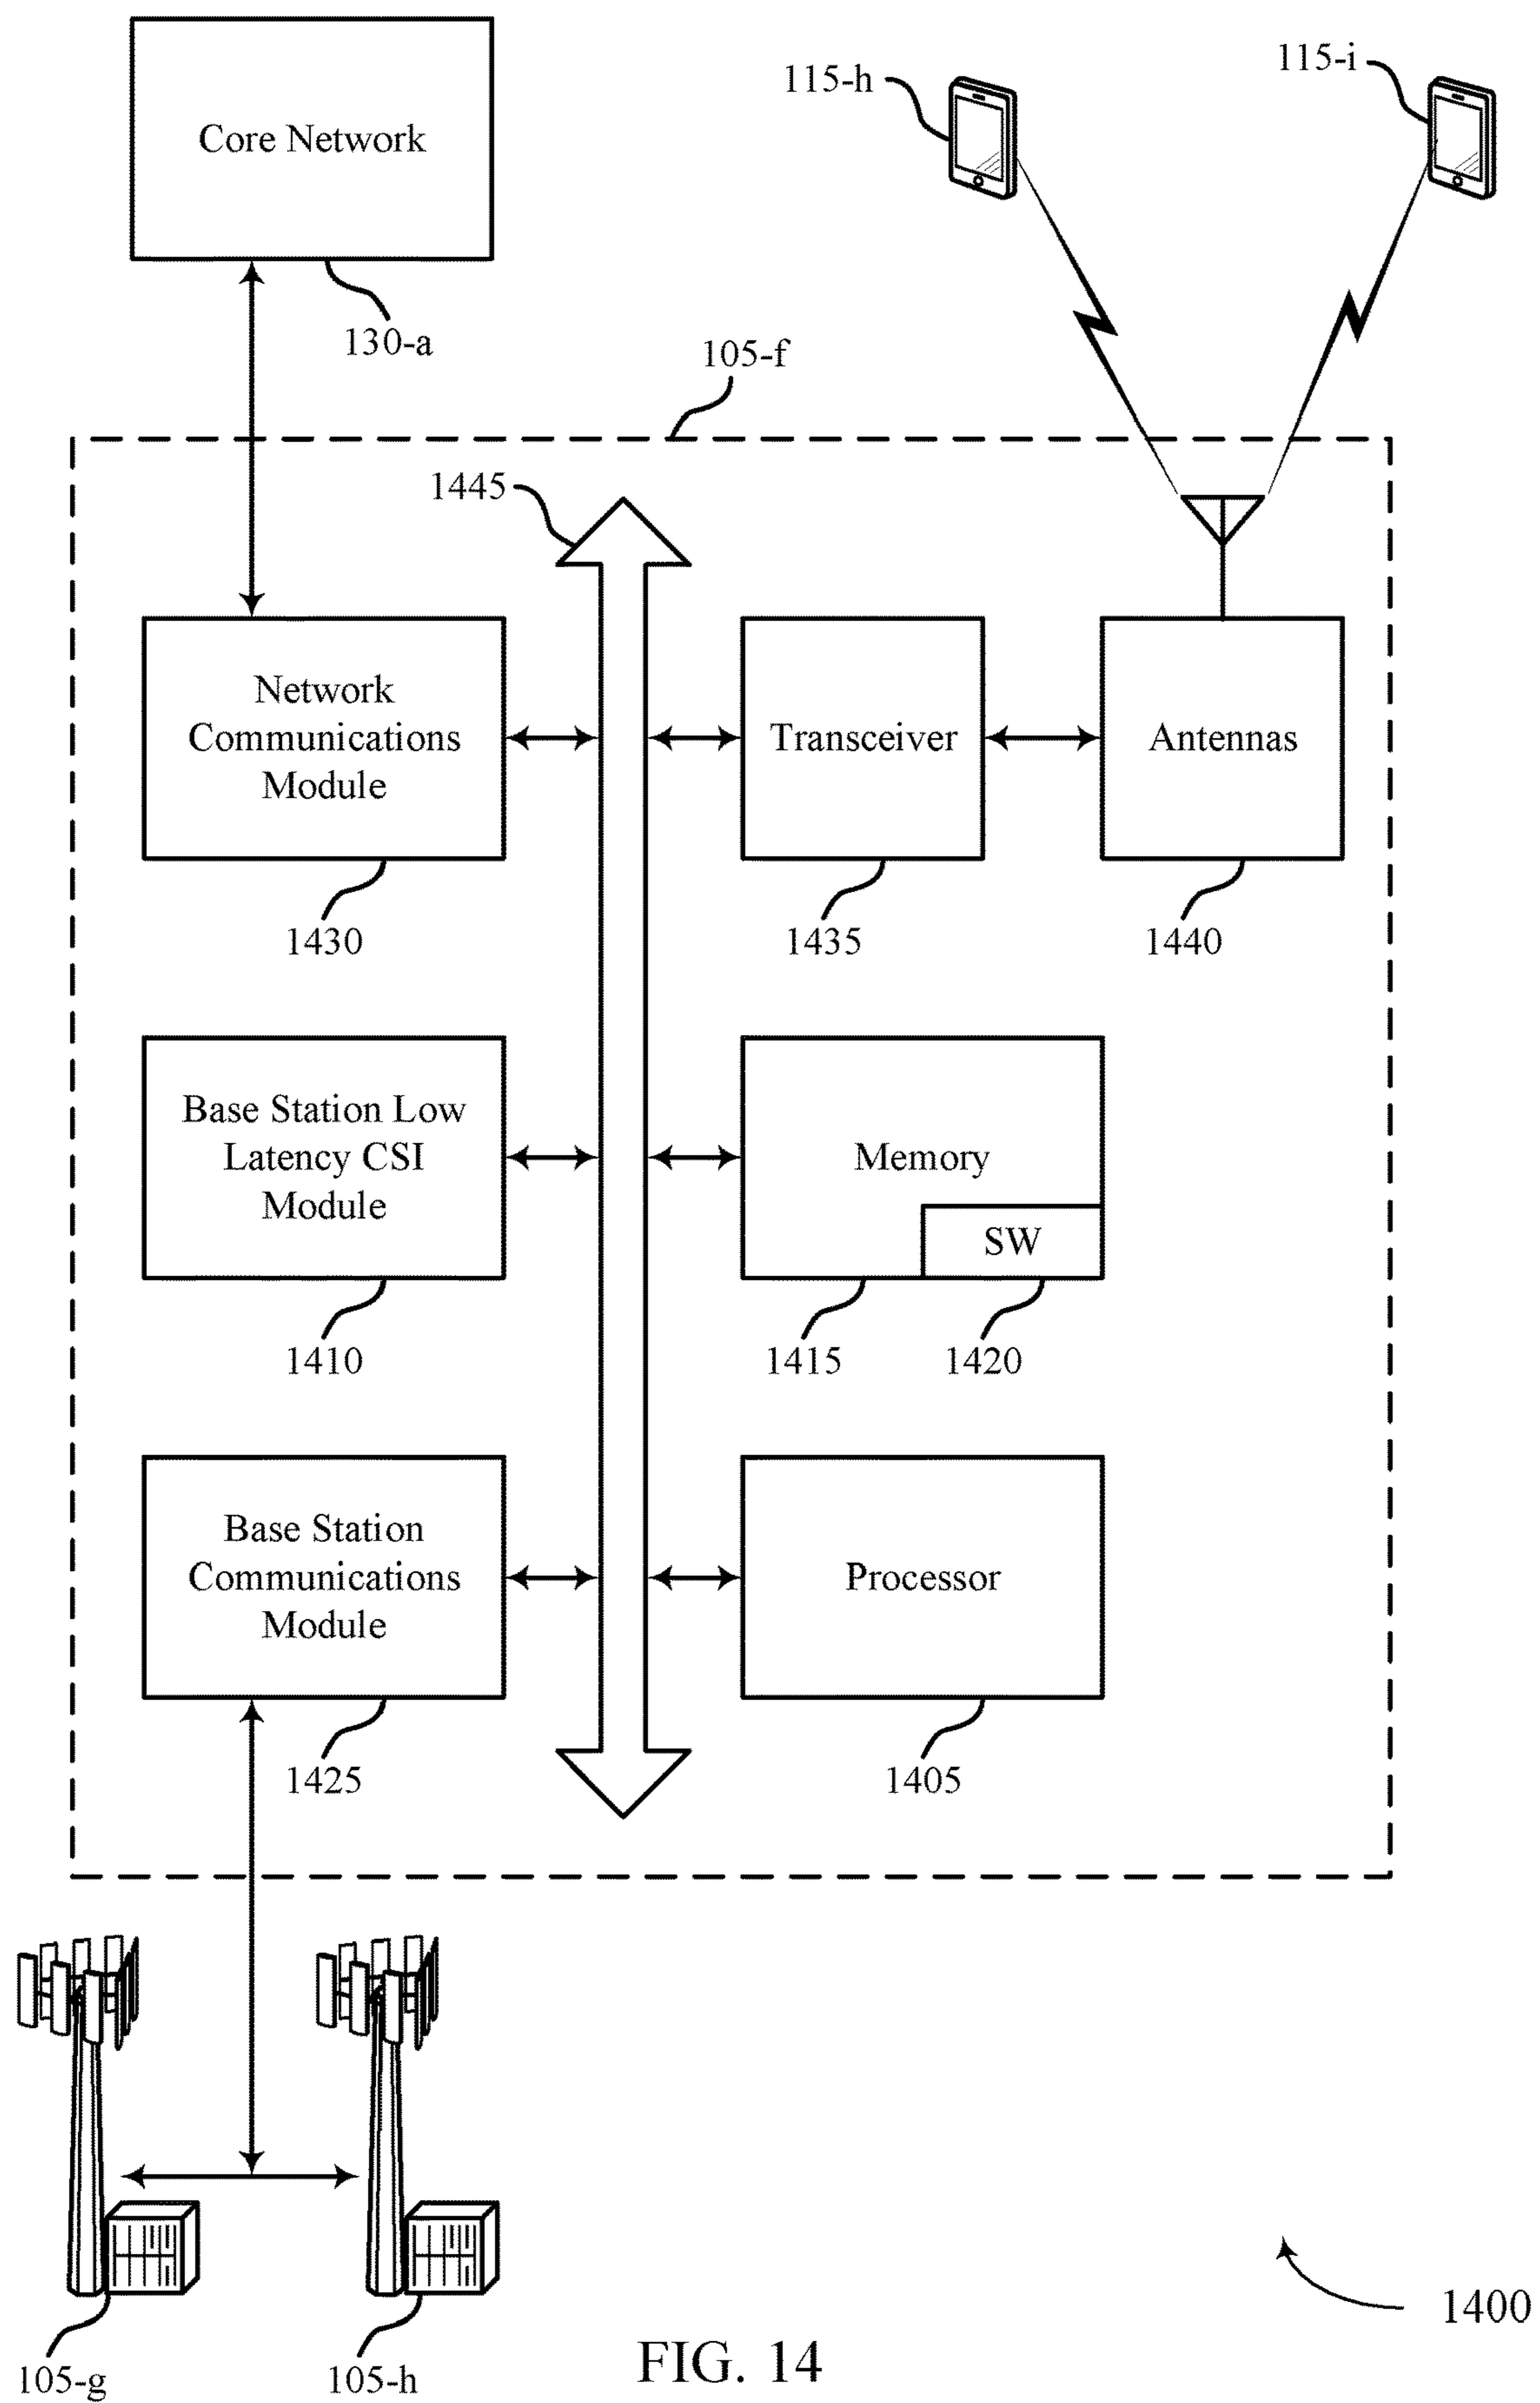 115-h
115-i
Core Network
130-a
105-f
1445
Network
Communications
Module
Transceiver
Antennas
1430
1435
1440
Base Station Low
Latency CSI
Module
Memory
SW
1410
1415
1420
Base Station
Communications
Module
Processor
1425
1405
105-g
105-h
1400
FIG. 14